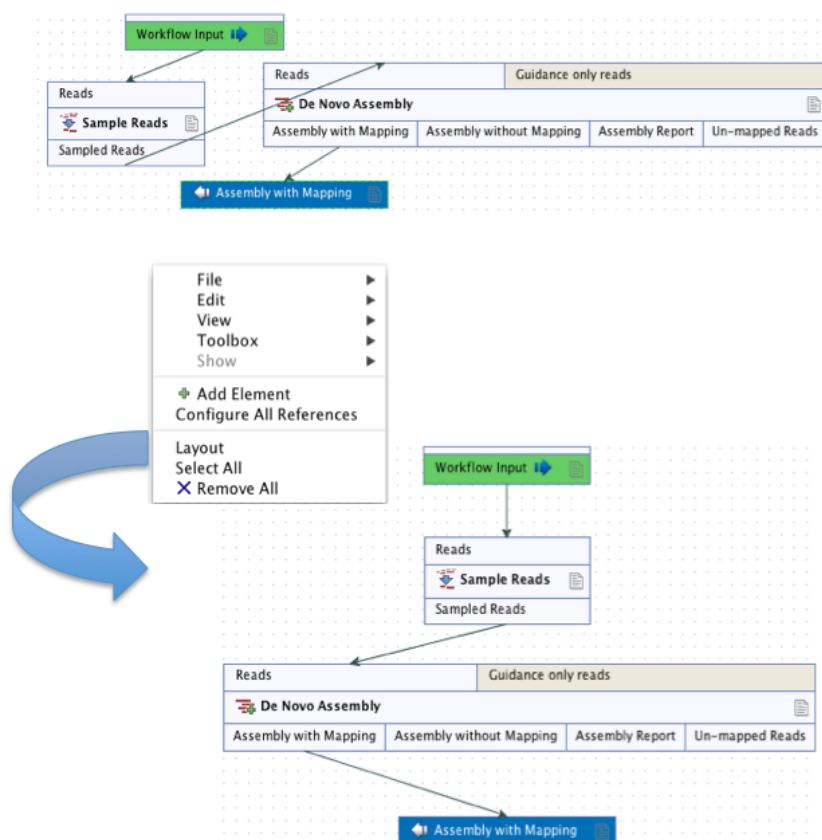 Workflow Input
Reads
Guidance only reads
Reads
De Novo Assembly
Sample Reads
Assembly with Mapping
Assembly without Mapping
Assembly Report
Un-mapped Reads
Sampled Reads
Assembly with Mapping
File
Edit
View
Toolbox
Show
Add Element
Configure All References
Layout
Select All
Remove All
Workflow Input
Reads
Sample Reads
Sampled Reads
Reads
Guidance only reads
De Novo Assembly
Assembly with Mapping
Assembly without Mapping
Assembly Report
Un-mapped Reads
Assembly with Mapping